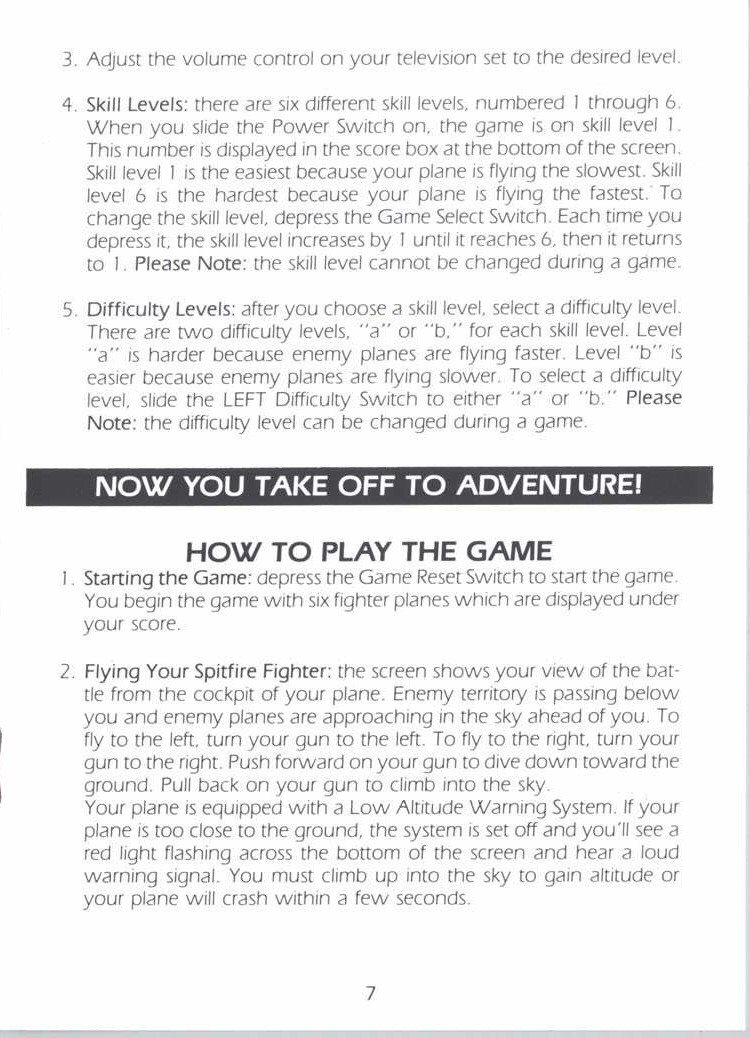 3. Adjust the volume control on your television set to the desired level.
4. Skill Levels: there are six different skill levels, numbered 1 through 6.
When you slide the Power Switch on, the game is on skill level 1.
This number is displayed in the score box at the bottom of the screen.
Skill level 1 is the easiest because your plane is flying the slowest. Skill
level 6 is the hardest because your plane is flying the fastest. To
change the skill level, depress the Game Select Switch. Each time you
depress it, the skill level increases by 1 until it reaches 6, then it returns
to 1. Please Note: the skill level cannot be changed during a game.
5. Difficulty Levels: after you choose a skill level, select a difficulty level.
There are two difficulty levels, "a" or "b," for each skill level. Level
"a" is harder because enemy planes are flying faster. Level "b" is
easier because enemy planes are flying slower. To select a difficulty
level, slide the LEFT Difficulty Switch to either "a" or "b." Please
Note: the difficulty level can be changed during a game.
NOW YOU TAKE OFF TO ADVENTURE!
HOW TO PLAY THE GAME
1. Starting the Game: depress the Game Reset Switch to start the game.
You begin the game with six fighter planes which are displayed under
your score.
2. Flying Your Spitfire Fighter: the screen shows your view of the bat-
tle from the cockpit of your plane. Enemy territory is passing below
you and enemy planes are approaching in the sky ahead of you. To
fly to the left, turn your gun to the left. To fly to the right, turn your
gun to the right. Push forward on your gun to dive down toward the
ground. Pull back on your gun to climb into the sky.
Your plane is equipped with a Low Altitude Warning System. If your
plane is too close to the ground, the system is set off and you'll see a
red light flashing across the bottom of the screen and hear a loud
warning signal. You must climb up into the sky to gain altitude or
your plane will crash within a few seconds.
7